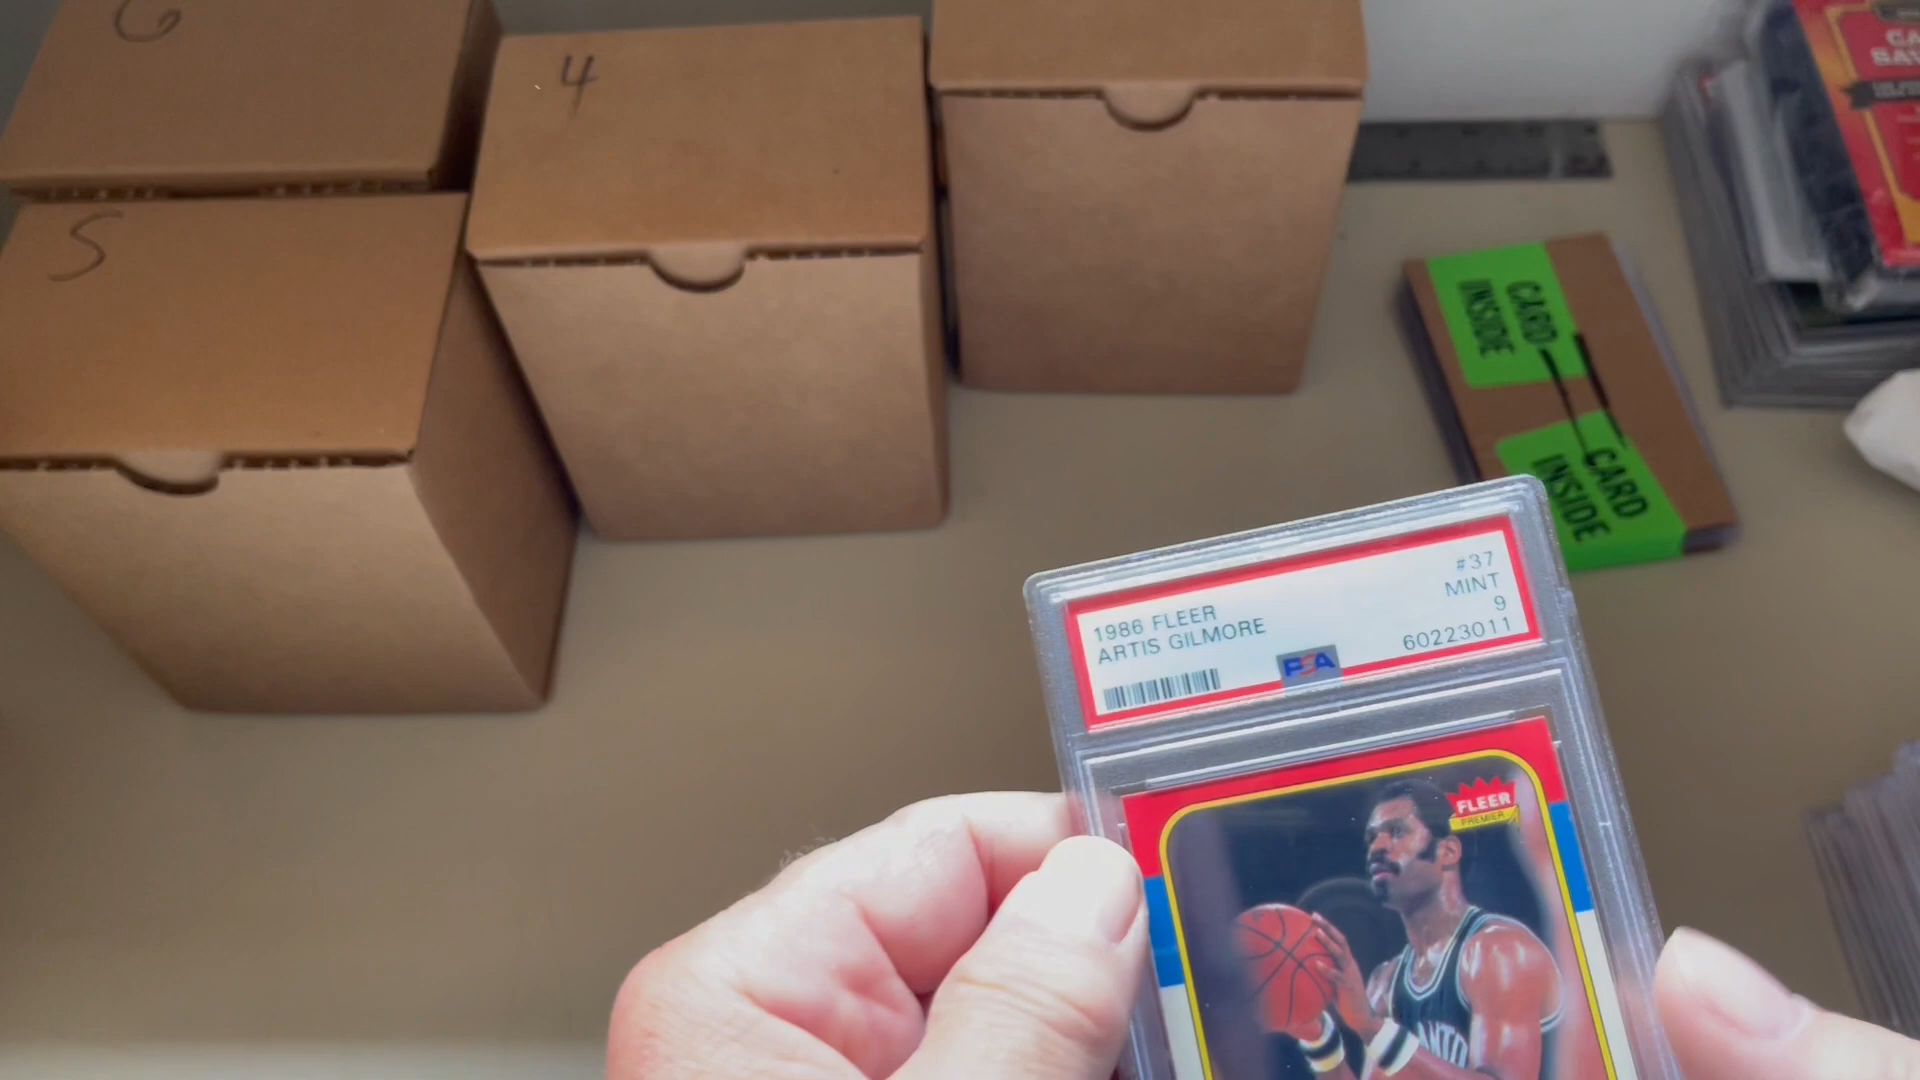 6
4
5
CARD
INSIDE
CARD
INSIDE
1986 FLEER
ARTIS GILMORE
#37
MINT
9
60223011
PSA
FLEER
PREMIER